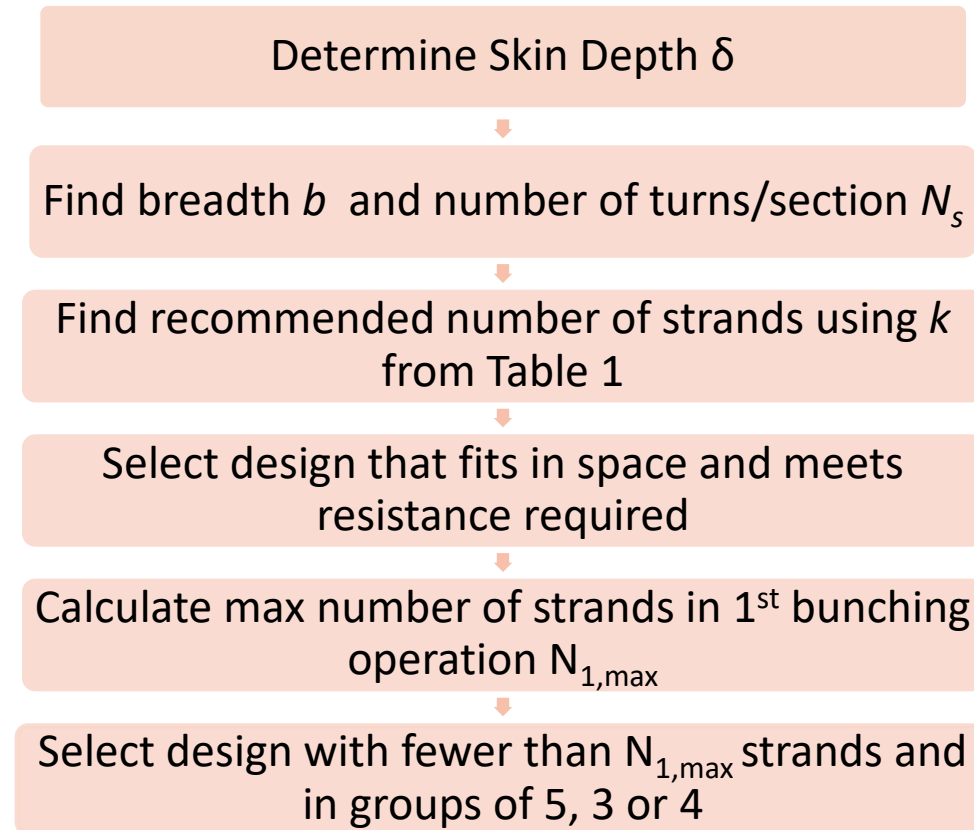 Determine Skin Depth δ
Find breadth b and number of turns/section Nₛ
Find recommended number of strands using k
from Table 1
Select design that fits in space and meets
resistance required
Calculate max number of strands in 1ˢᵗ bunching
operation N₁,ₘₐₓ
Select design with fewer than N₁,ₘₐₓ strands and
in groups of 5, 3 or 4